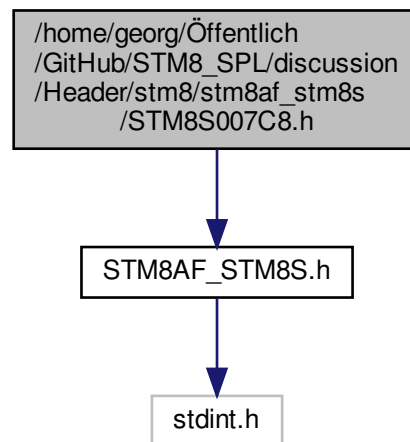 /home/georg/Öffentlich
/GitHub/STM8_SPL/discussion
/Header/stm8/stm8af_stm8s
/STM8S007C8.h
STM8AF_STM8S.h
stdint.h